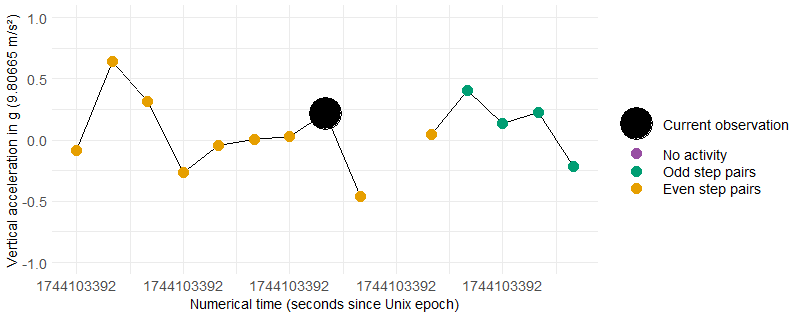 Vertical acceleration in g (9.80665 m/s²)
1.0
0.5
0.0
-0.5
-1.0
1744103392 1744103392 1744103392 1744103392 1744103392
Numerical time (seconds since Unix epoch)
Current observation
No activity
Odd step pairs
Even step pairs